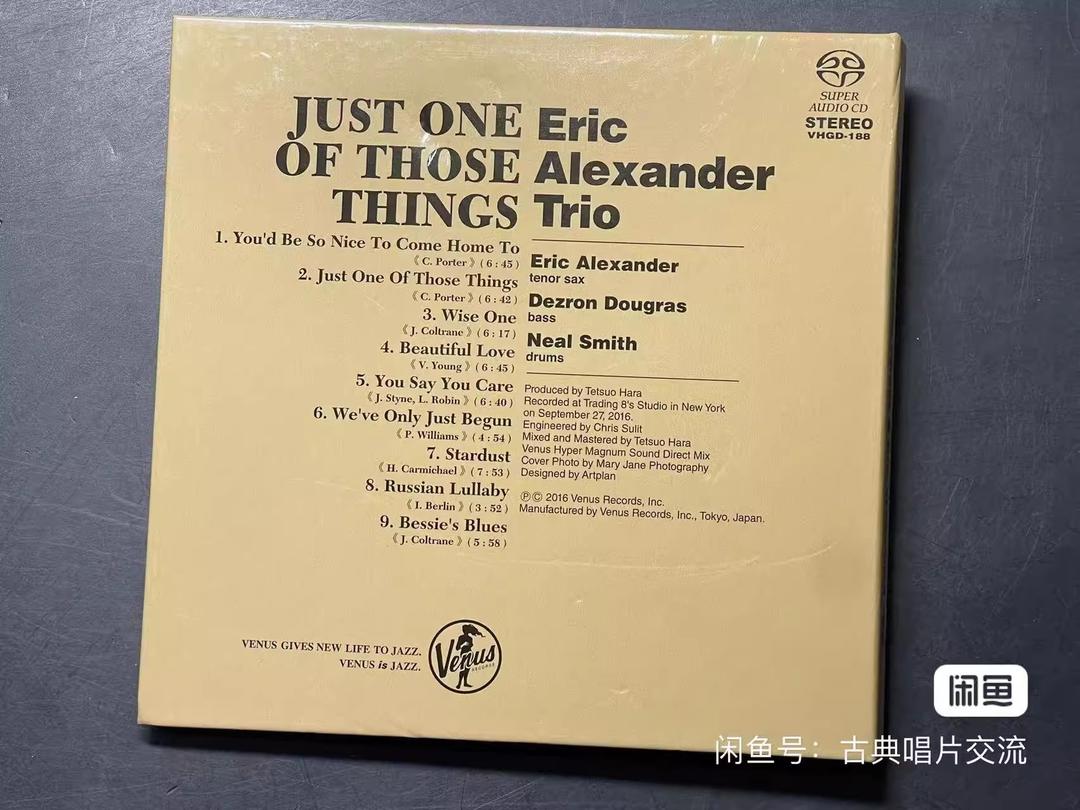 JUST ONE
OF THOSE
THINGS
1. You'd Be So Nice To Come Home To
《 C. Porter 》( 6 : 45 )
2. Just One Of Those Things
《 C. Porter 》( 6 : 42 )
3. Wise One
《 J. Coltrane 》( 6 : 17 )
4. Beautiful Love
《 V. Young 》( 6 : 45 )
5. You Say You Care
《 J. Styne, L. Robin 》( 6 : 40 )
6. We've Only Just Begun
《 P. Williams 》( 4 : 54 )
7. Stardust
《 H. Carmichael 》( 7 : 53 )
8. Russian Lullaby
《 I. Berlin 》( 3 : 52 )
9. Bessie's Blues
《 J. Coltrane 》( 5 : 58 )
Eric
Alexander
Trio
Eric Alexander
tenor sax
Dezron Dougras
bass
Neal Smith
drums
Produced by Tetsuo Hara
Recorded at Trading 8's Studio in New York
on September 27, 2016.
Engineered by Chris Sulit
Mixed and Mastered by Tetsuo Hara
Venus Hyper Magnum Sound Direct Mix
Cover Photo by Mary Jane Photography
Designed by Artplan
℗© 2016 Venus Records, Inc.
Manufactured by Venus Records, Inc., Tokyo, Japan.
SUPER
AUDIO CD
STEREO
VHGD-188
VENUS GIVES NEW LIFE TO JAZZ.
VENUS is JAZZ.
Venus
RECORDS
闲鱼
闲鱼号：古典唱片交流